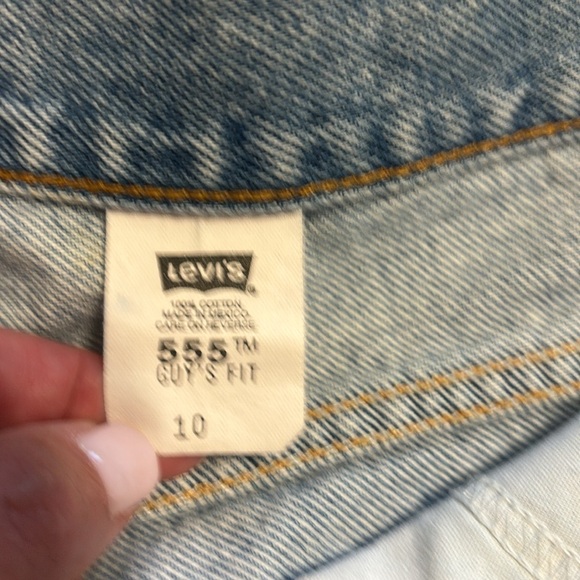 LEVI'S
®
100% COTTON
MADE IN MEXICO
CARE ON REVERSE
555™
GUY'S FIT
10